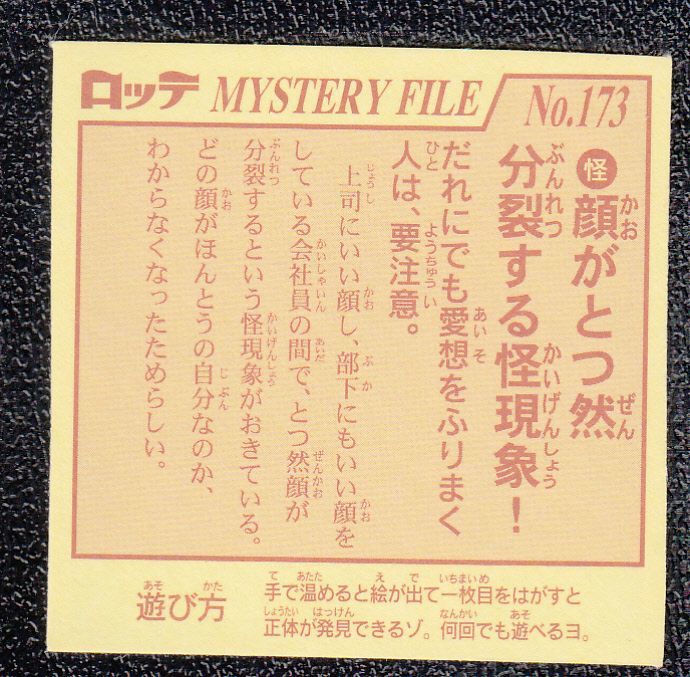 ロッテ MYSTERY FILE No.173
怪 顔がとつ然
分裂する怪現象！
だれにでも愛想をふりまく
人は、要注意。
上司にいい顔し、部下にもいい顔を
している会社員の間で、とつ然顔が
分裂するという怪現象がおきている。
どの顔がほんとうの自分なのか、
わからなくなったためらしい。
遊び方
手で温めると絵が出て一枚目をはがすと
正体が発見できるゾ。何回でも遊べるヨ。